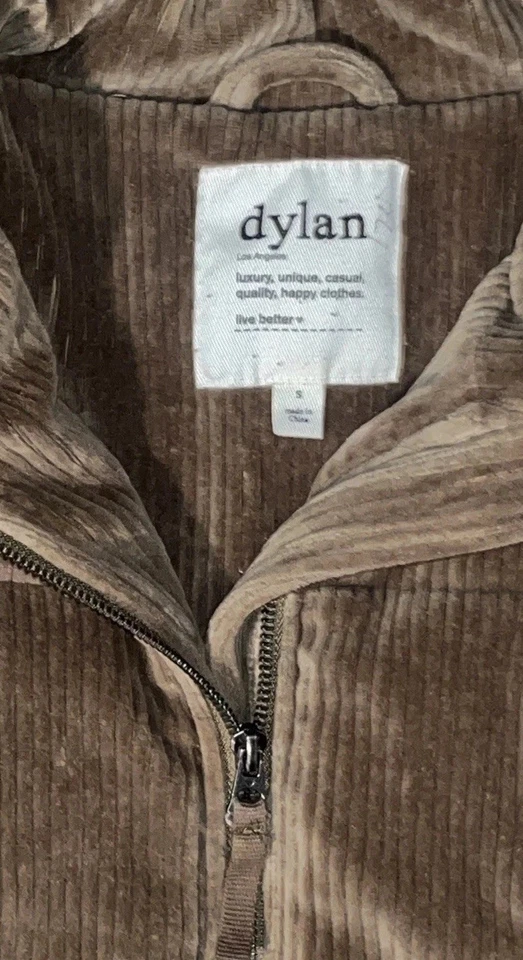 dylan
Los Angeles
luxury, unique, casual,
quality, happy clothes.
live better ♥
S
made in
China